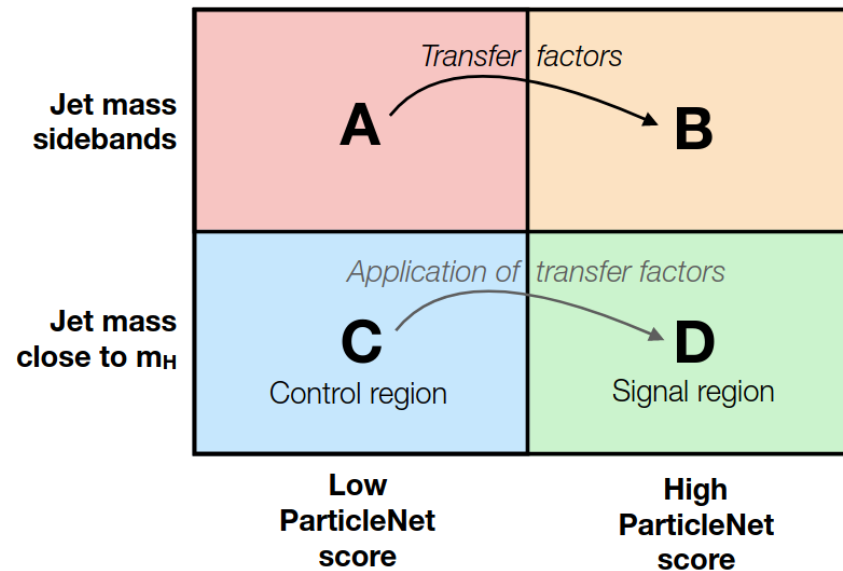 Transfer factors
Jet mass
sidebands
A
B
Application of transfer factors
Jet mass
close to mH
C
D
Control region
Signal region
Low
ParticleNet
score
High
ParticleNet
score